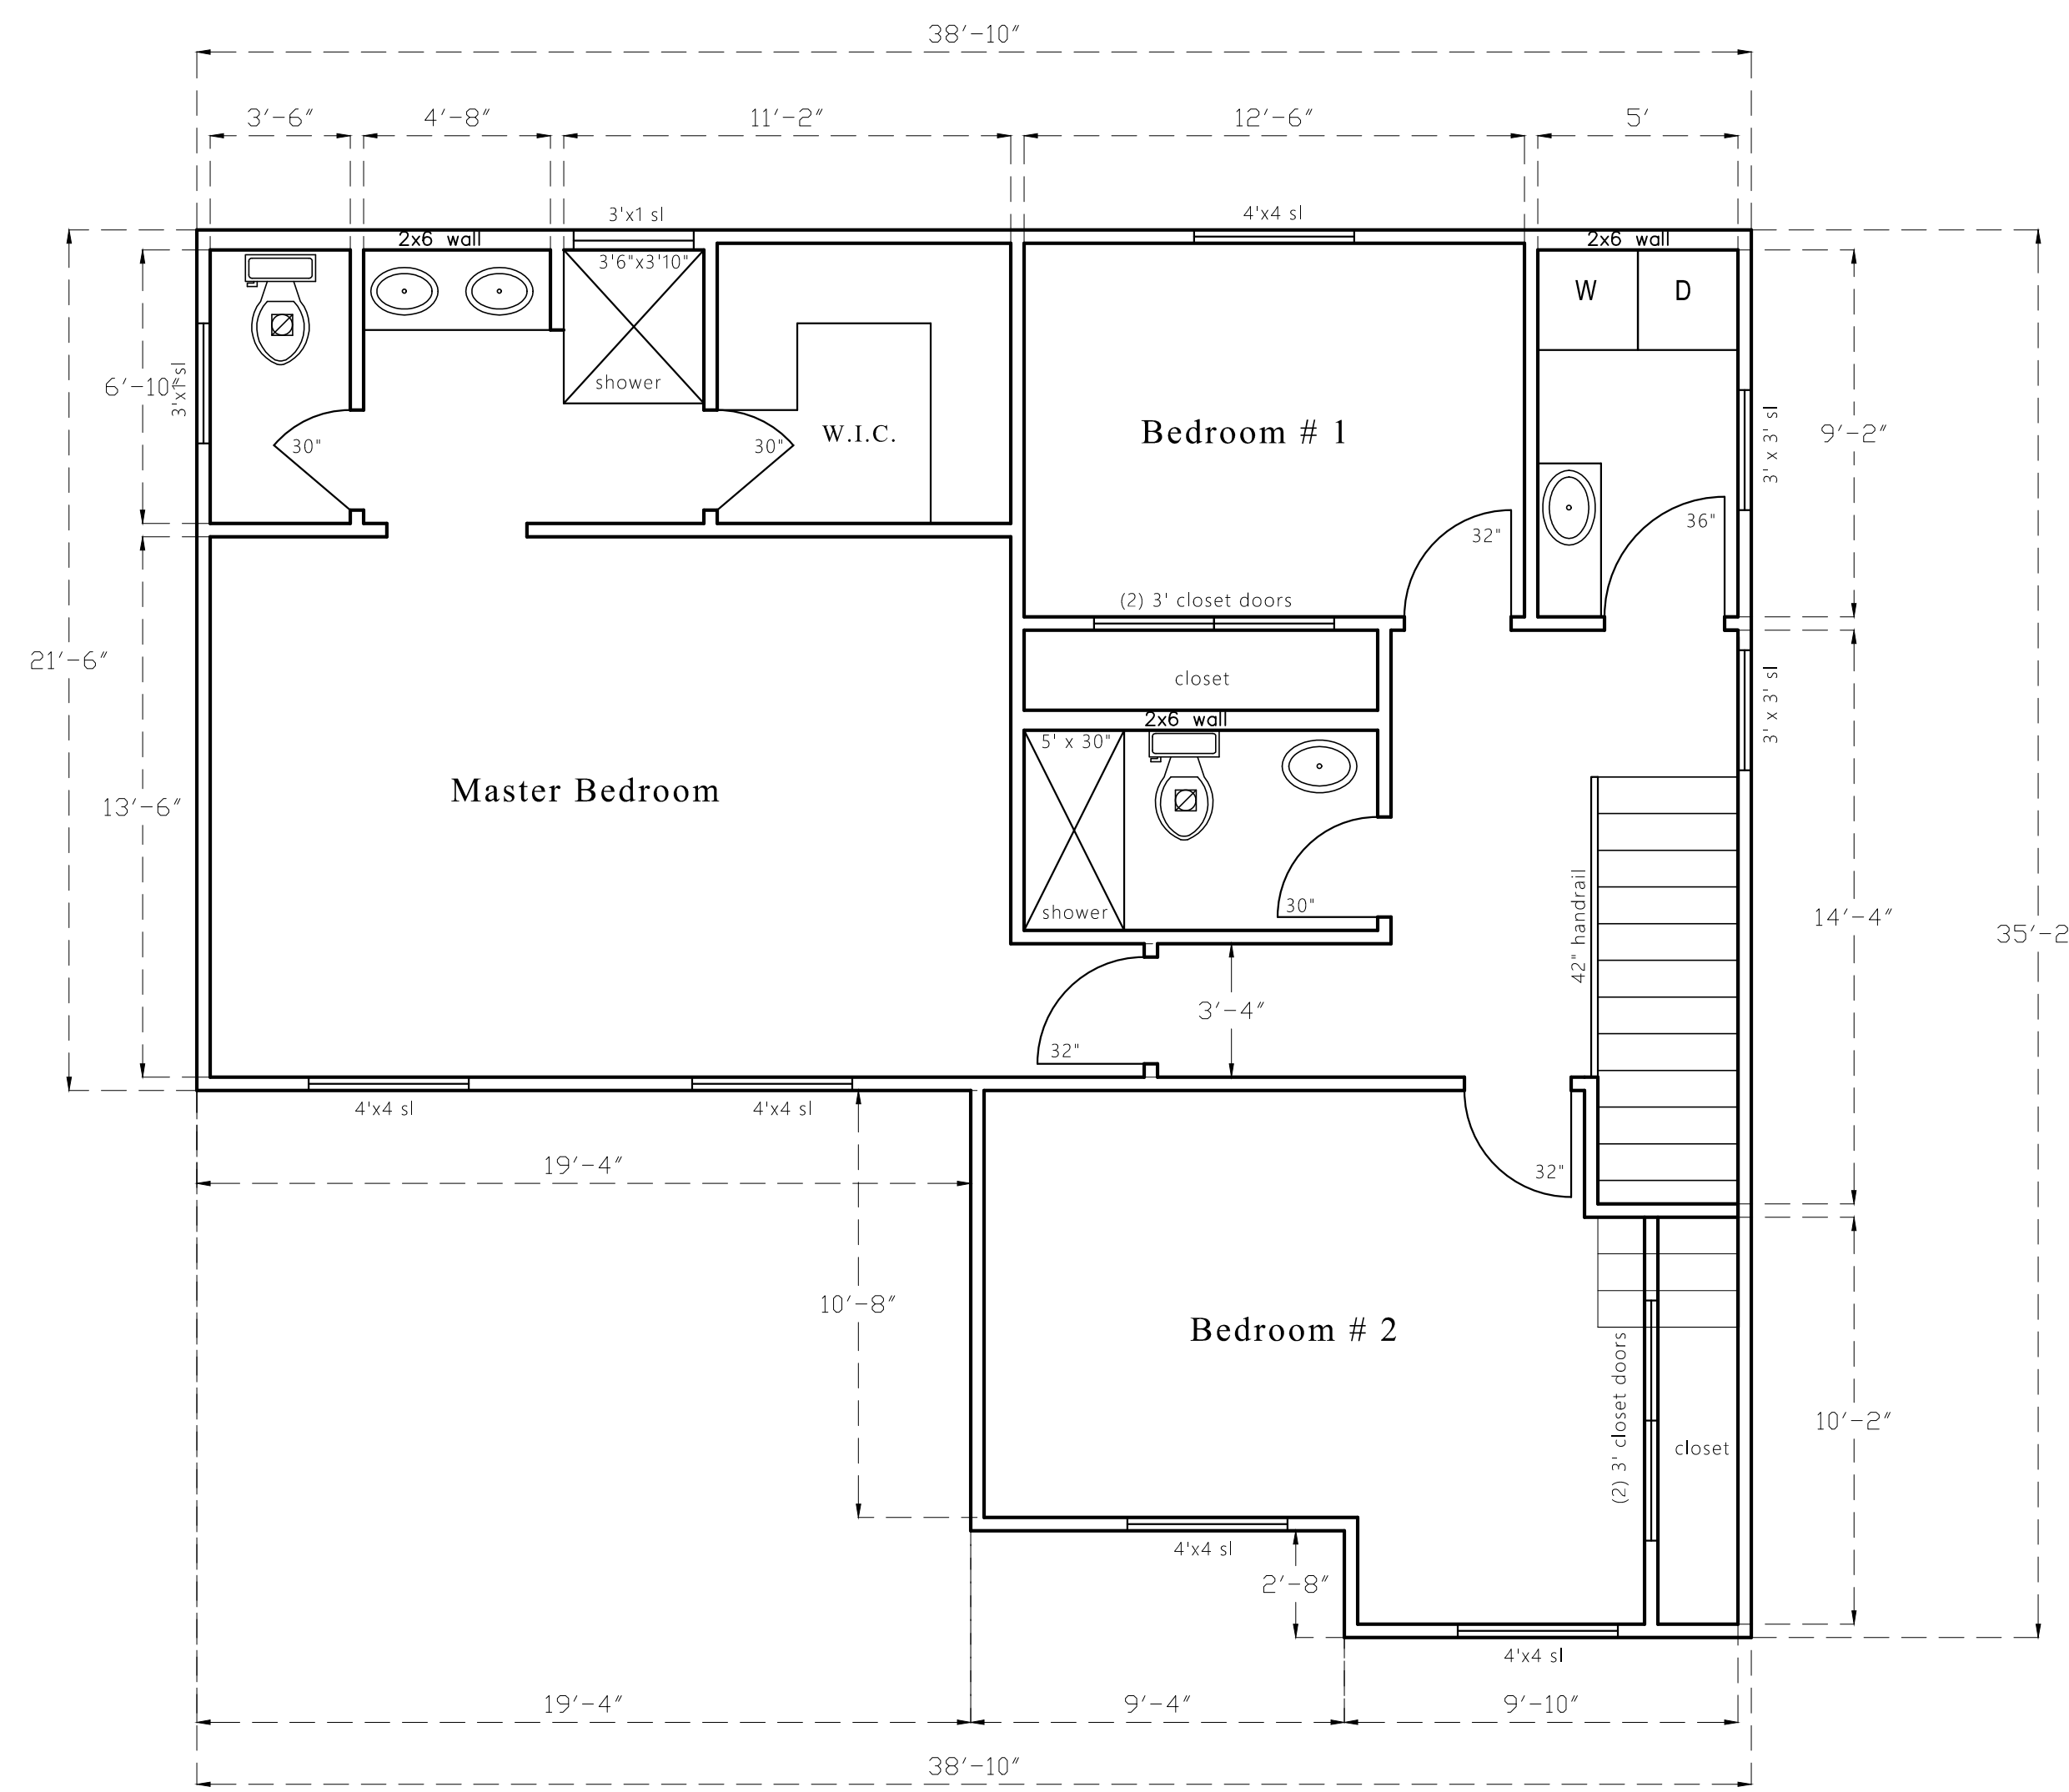 38'-10"
3'-6"
4'-8"
11'-2"
12'-6"
5'
3'x1 sl
4'x4 sl
2x6 wall
2x6 wall
3'6"x3'10"
W
D
6'-10"
3'x1 sl
shower
30"
30"
W.I.C.
Bedroom # 1
3' x 3' sl
9'-2"
32"
36"
(2) 3' closet doors
21'-6"
closet
3' x 3' sl
2x6 wall
5' x 30"
Master Bedroom
13'-6"
shower
30"
42" handrail
14'-4"
35'-2
3'-4"
32"
4'x4 sl
4'x4 sl
19'-4"
32"
10'-8"
Bedroom # 2
(2) 3' closet doors
closet
10'-2"
4'x4 sl
2'-8"
4'x4 sl
19'-4"
9'-4"
9'-10"
38'-10"